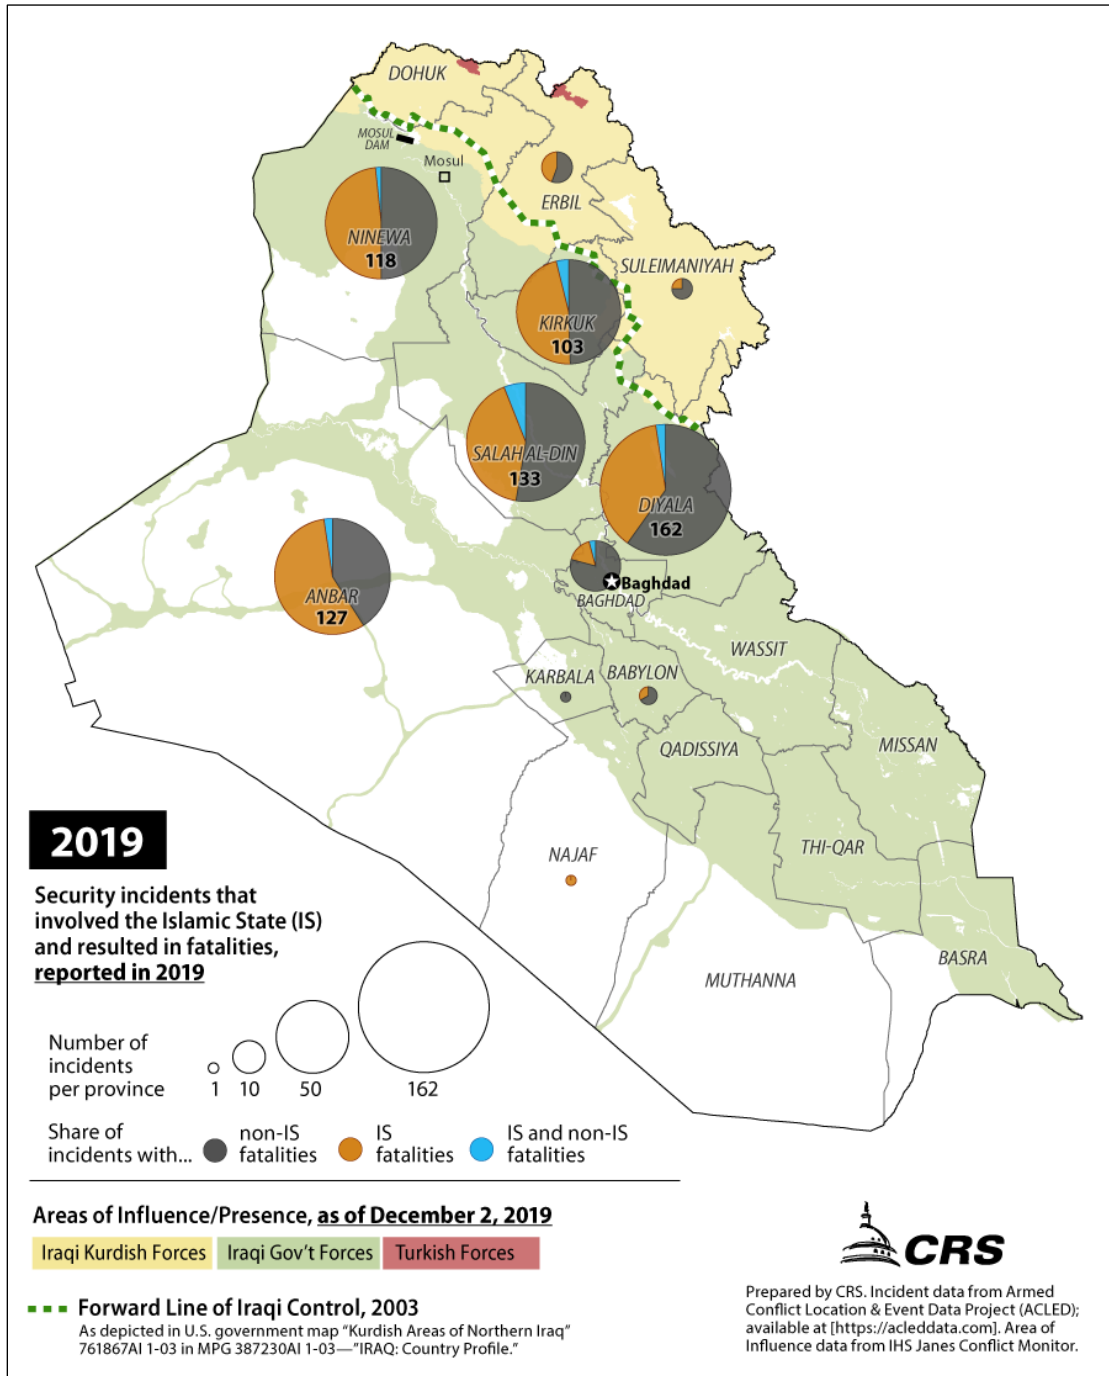 DOHUK
MOSUL
DAM
Mosul
ERBIL
NINEWA
118
SULEIMANIYAH
KIRKUK
103
SALAH AL-DIN
133
DIYALA
162
ANBAR
127
Baghdad
BAGHDAD
WASSIT
KARBALA
BABYLON
QADISSIYA
MISSAN
NAJAF
THI-QAR
BASRA
MUTHANNA
2019
Security incidents that
involved the Islamic State (IS)
and resulted in fatalities,
reported in 2019
Number of
incidents
per province
1 10 50 162
Share of
incidents with...
non-IS
fatalities
IS
fatalities
IS and non-IS
fatalities
Areas of Influence/Presence, as of December 2, 2019
Iraqi Kurdish Forces Iraqi Gov't Forces Turkish Forces
Forward Line of Iraqi Control, 2003
As depicted in U.S. government map "Kurdish Areas of Northern Iraq"
761867AI 1-03 in MPG 387230AI 1-03—"IRAQ: Country Profile."
CRS
Prepared by CRS. Incident data from Armed
Conflict Location & Event Data Project (ACLED);
available at [https://acleddata.com]. Area of
Influence data from IHS Janes Conflict Monitor.